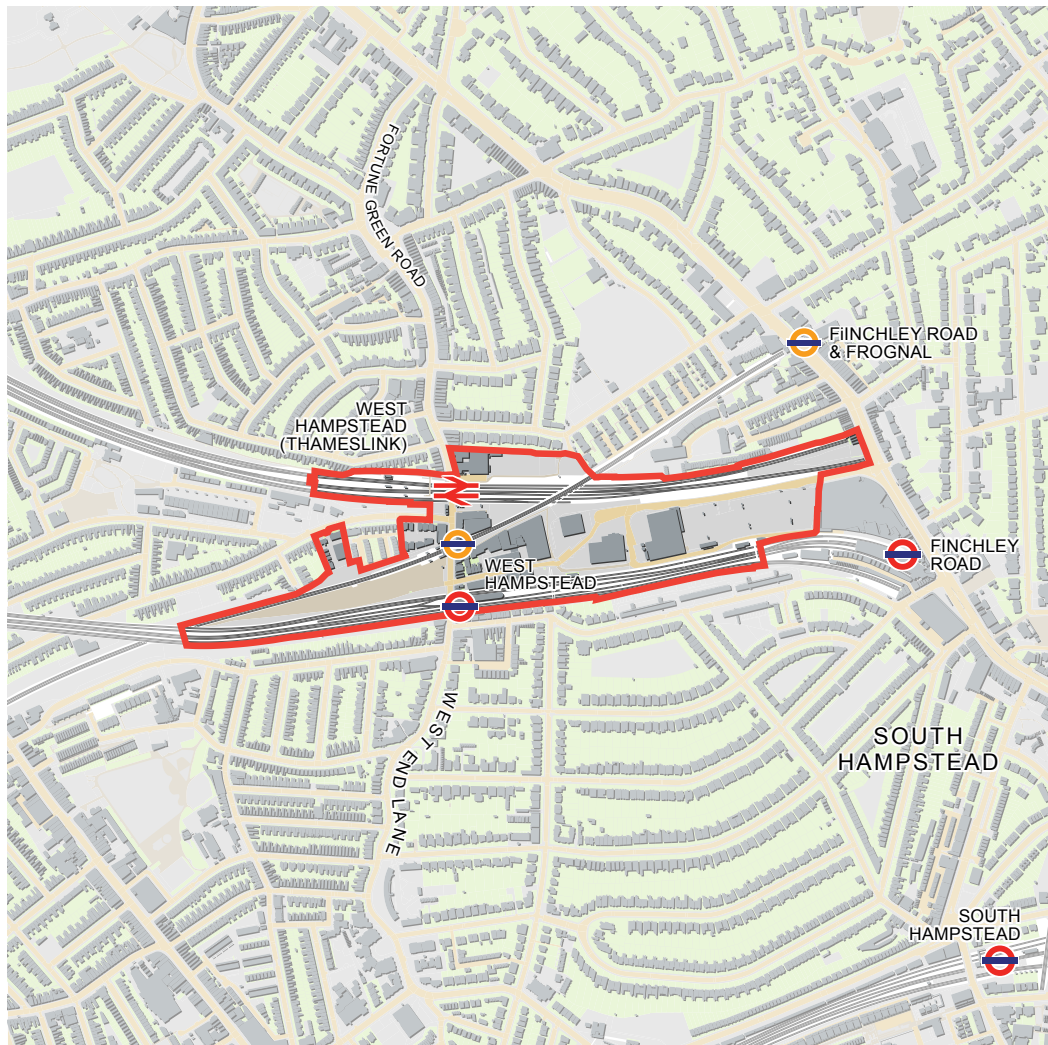 FORTUNE GREEN ROAD
FiINCHLEY ROAD
& FROGNAL
WEST
HAMPSTEAD
(THAMESLINK)
FINCHLEY
ROAD
WEST
HAMPSTEAD
WEST END LANE
SOUTH
HAMPSTEAD
SOUTH
HAMPSTEAD